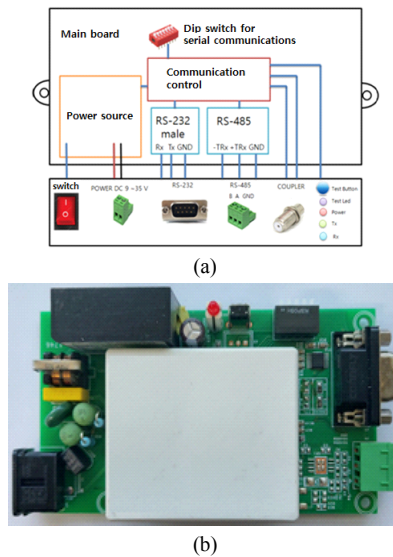 Main board
Dip switch for
serial communications
Communication
control
Power source
RS-232
male
Rx Tx GND
RS-485
-TRx +TRx GND
switch
POWER DC 9 ~35 V
RS-232
RS-485
B A GND
COUPLER
Test Button
Test Led
Power
Tx
Rx
(a)
(b)